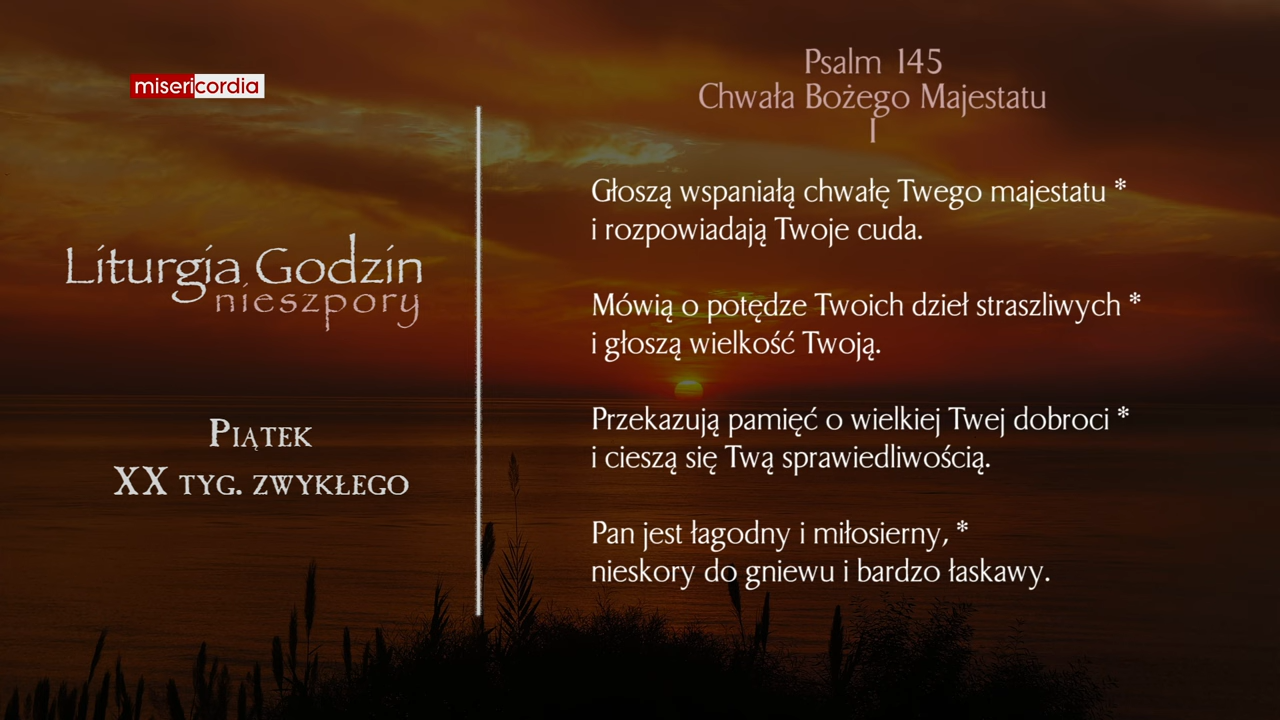 misericordia
Liturgia Godzin
nieszpory
Piątek
XX tyg. zwykłego
Psalm 145
Chwała Bożego Majestatu
I
Głoszą wspaniałą chwałę Twego majestatu *
i rozpowiadają Twoje cuda.
Mówią o potędze Twoich dzieł straszliwych *
i głoszą wielkość Twoją.
Przekazują pamięć o wielkiej Twej dobroci *
i cieszą się Twą sprawiedliwością.
Pan jest łagodny i miłosierny, *
nieskory do gniewu i bardzo łaskawy.